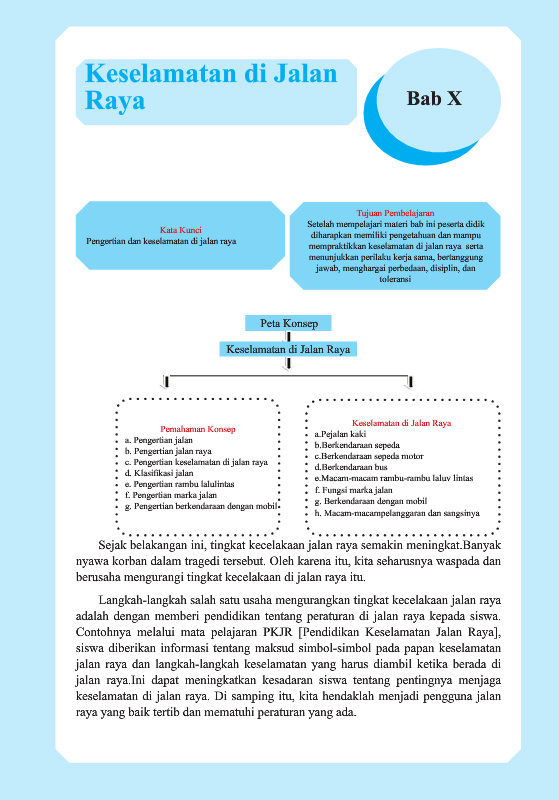 Keselamatan di Jalan
Raya
Bab X
Kata Kunci
Pengertian dan keselamatan di jalan raya
Tujuan Pembelajaran
Setelah mempelajari materi bab ini peserta didik
diharapkan memiliki pengetahuan dan mampu
mempraktikkan keselamatan di jalan raya serta
menunjukkan perilaku kerja sama, bertanggung
jawab, menghargai perbedaan, disiplin, dan
toleransi
Peta Konsep
Keselamatan di Jalan Raya
Pemahaman Konsep
a. Pengertian jalan
b. Pengertian jalan raya
c. Pengertian keselamatan di jalan raya
d. Klasifikasi jalan
e. Pengertian rambu lalulintas
f. Pengertian marka jalan
g. Pengertian berkendaraan dengan mobil
Keselamatan di Jalan Raya
a.Pejalan kaki
b.Berkendaraan sepeda
c.Berkendaraan sepeda motor
d.Berkendaraan bus
e.Macam-macam rambu-rambu laluv lintas
f. Fungsi marka jalan
g. Berkendaraan dengan mobil
h. Macam-macampelanggaran dan sangsinya
Sejak belakangan ini, tingkat kecelakaan jalan raya semakin meningkat.Banyak
nyawa korban dalam tragedi tersebut. Oleh karena itu, kita seharusnya waspada dan
berusaha mengurangi tingkat kecelakaan di jalan raya itu.
Langkah-langkah salah satu usaha mengurangkan tingkat kecelakaan jalan raya
adalah dengan memberi pendidikan tentang peraturan di jalan raya kepada siswa.
Contohnya melalui mata pelajaran PKJR [Pendidikan Keselamatan Jalan Raya],
siswa diberikan informasi tentang maksud simbol-simbol pada papan keselamatan
jalan raya dan langkah-langkah keselamatan yang harus diambil ketika berada di
jalan raya.Ini dapat meningkatkan kesadaran siswa tentang pentingnya menjaga
keselamatan di jalan raya. Di samping itu, kita hendaklah menjadi pengguna jalan
raya yang baik tertib dan mematuhi peraturan yang ada.